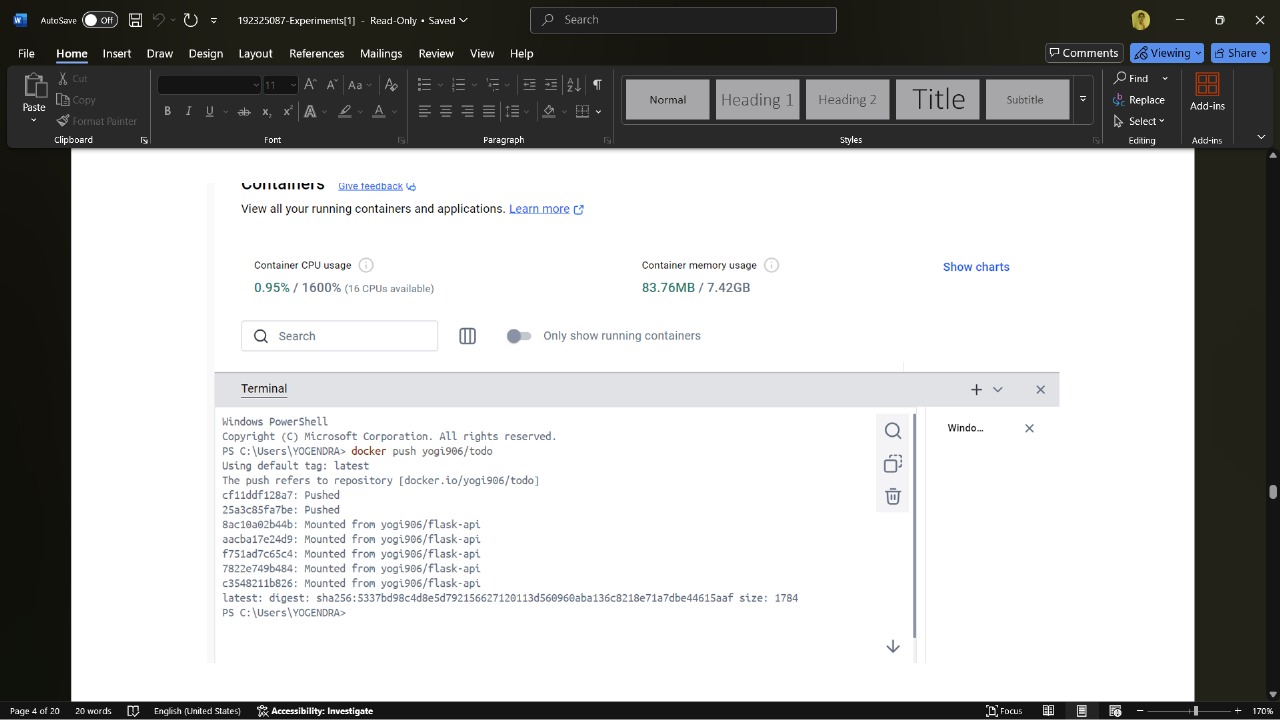 AutoSave Off 192325087-Experiments[1] - Read-Only • Saved Search
File Home Insert Draw Design Layout References Mailings Review View Help Comments Viewing Share
Paste Cut Copy Format Painter
11 Aa
B I U ab x₂ x² A A
Normal Heading 1 Heading 2 Title Subtitle
Find Replace Select Add-ins
Clipboard Font Paragraph Styles Editing Add-ins
Containers Give feedback
View all your running containers and applications. Learn more
Container CPU usage Container memory usage Show charts
0.95% / 1600% (16 CPUs available) 83.76MB / 7.42GB
Search Only show running containers
Terminal
Windows PowerShell
Copyright (C) Microsoft Corporation. All rights reserved.
Windo...
PS C:\Users\YOGENDRA> docker push yogi906/todo
Using default tag: latest
The push refers to repository [docker.io/yogi906/todo]
cf11ddf128a7: Pushed
25a3c85fa7be: Pushed
8ac10a02b44b: Mounted from yogi906/flask-api
aacba17e24d9: Mounted from yogi906/flask-api
f751ad7c65c4: Mounted from yogi906/flask-api
7822e749b484: Mounted from yogi906/flask-api
c3548211b826: Mounted from yogi906/flask-api
latest: digest: sha256:5337bd98c4d8e5d792156627120113d560960aba136c8218e71a7dbe44615aaf size: 1784
PS C:\Users\YOGENDRA>
Page 4 of 20 20 words English (United States) Accessibility: Investigate Focus 170%